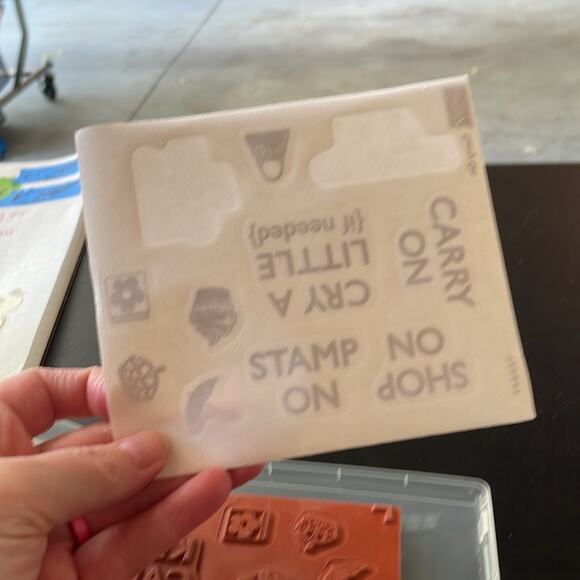 CRY A
LITTLE
{if needed}
CARRY
ON
STAMP
ON
SHOP
ON